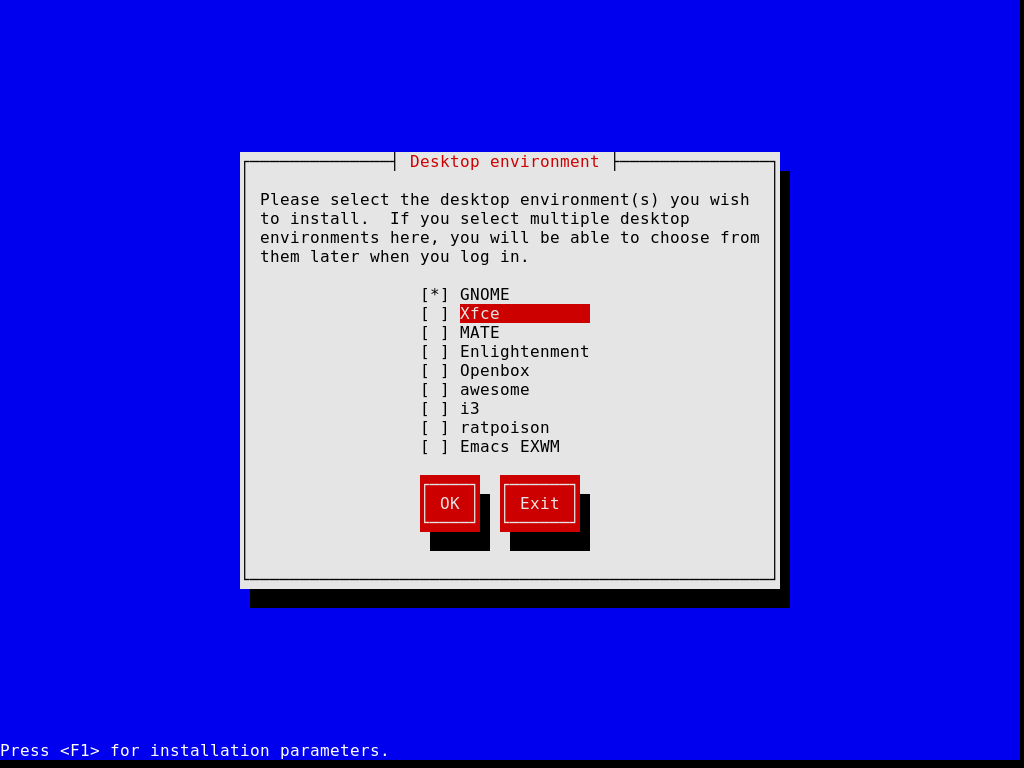 Desktop environment
Please select the desktop environment(s) you wish
to install.  If you select multiple desktop
environments here, you will be able to choose from
them later when you log in.
[*] GNOME
[ ] Xfce
[ ] MATE
[ ] Enlightenment
[ ] Openbox
[ ] awesome
[ ] i3
[ ] ratpoison
[ ] Emacs EXWM
OK Exit
Press <F1> for installation parameters.